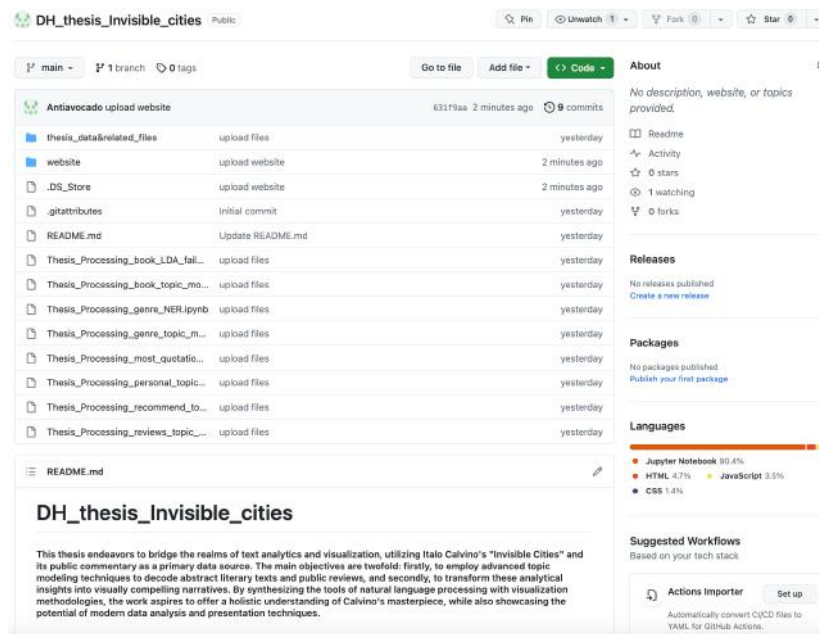 DH_thesis_Invisible_cities Public
Pin Unwatch 1 Fork 0 Star 0
main 1 branch 0 tags Go to file Add file <> Code
Antiavocado upload website 631f9aa 2 minutes ago 9 commits
thesis_data&related_files upload files yesterday
website upload website 2 minutes ago
.DS_Store upload website 2 minutes ago
.gitattributes Initial commit yesterday
README.md Update README.md yesterday
Thesis_Processing_book_LDA_fail... upload files yesterday
Thesis_Processing_book_topic_mo... upload files yesterday
Thesis_Processing_genre_NER.ipynb upload files yesterday
Thesis_Processing_genre_topic_m... upload files yesterday
Thesis_Processing_most_quotatio... upload files yesterday
Thesis_Processing_personal_topic... upload files yesterday
Thesis_Processing_recommend_to... upload files yesterday
Thesis_Processing_reviews_topic_... upload files yesterday
README.md
DH_thesis_Invisible_cities
This thesis endeavors to bridge the realms of text analytics and visualization, utilizing Italo Calvino's "Invisible Cities" and
its public commentary as a primary data source. The main objectives are twofold: firstly, to employ advanced topic
modeling techniques to decode abstract literary texts and public reviews, and secondly, to transform these analytical
insights into visually compelling narratives. By synthesizing the tools of natural language processing with visualization
methodologies, the work aspires to offer a holistic understanding of Calvino's masterpiece, while also showcasing the
potential of modern data analysis and presentation techniques.
About
No description, website, or topics
provided.
Readme
Activity
0 stars
1 watching
0 forks
Releases
No releases published
Create a new release
Packages
No packages published
Publish your first package
Languages
Jupyter Notebook 90.4%
HTML 4.7% JavaScript 3.5%
CSS 1.4%
Suggested Workflows
Based on your tech stack
Actions Importer Set up
Automatically convert CI/CD files to
YAML for GitHub Actions.